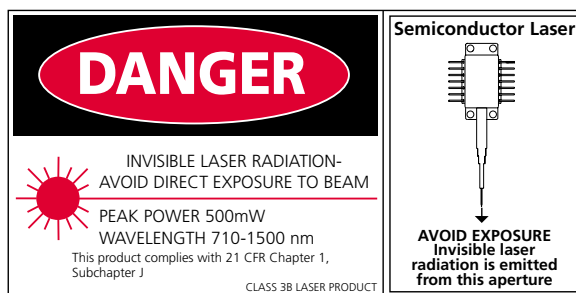 DANGER
INVISIBLE LASER RADIATION-
AVOID DIRECT EXPOSURE TO BEAM
PEAK POWER 500mW
WAVELENGTH 710-1500 nm
This product complies with 21 CFR Chapter 1,
Subchapter J
CLASS 3B LASER PRODUCT
Semiconductor Laser
AVOID EXPOSURE
Invisible laser
radiation is emitted
from this aperture